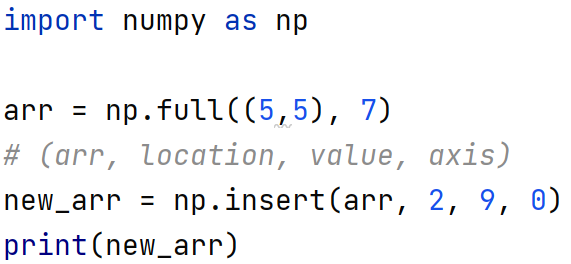 import numpy as np
arr = np.full((5,5), 7)
# (arr, location, value, axis)
new_arr = np.insert(arr, 2, 9, 0)
print(new_arr)